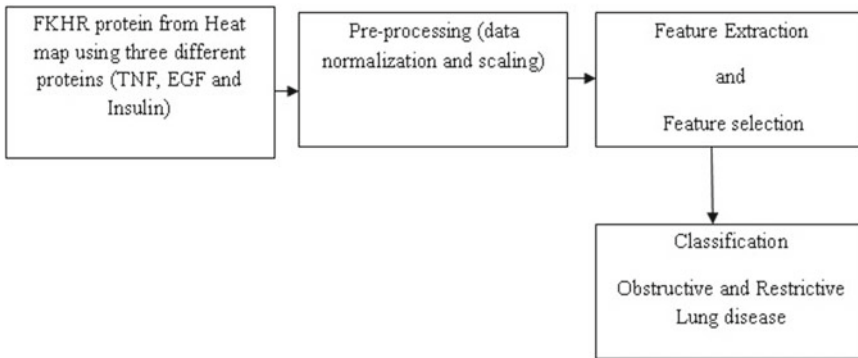 FKHR protein from Heat
map using three different
proteins (TNF, EGF and
Insulin)
Pre-processing (data
normalization and scaling)
Feature Extraction
and
Feature selection
Classification
Obstructive and Restrictive
Lung disease